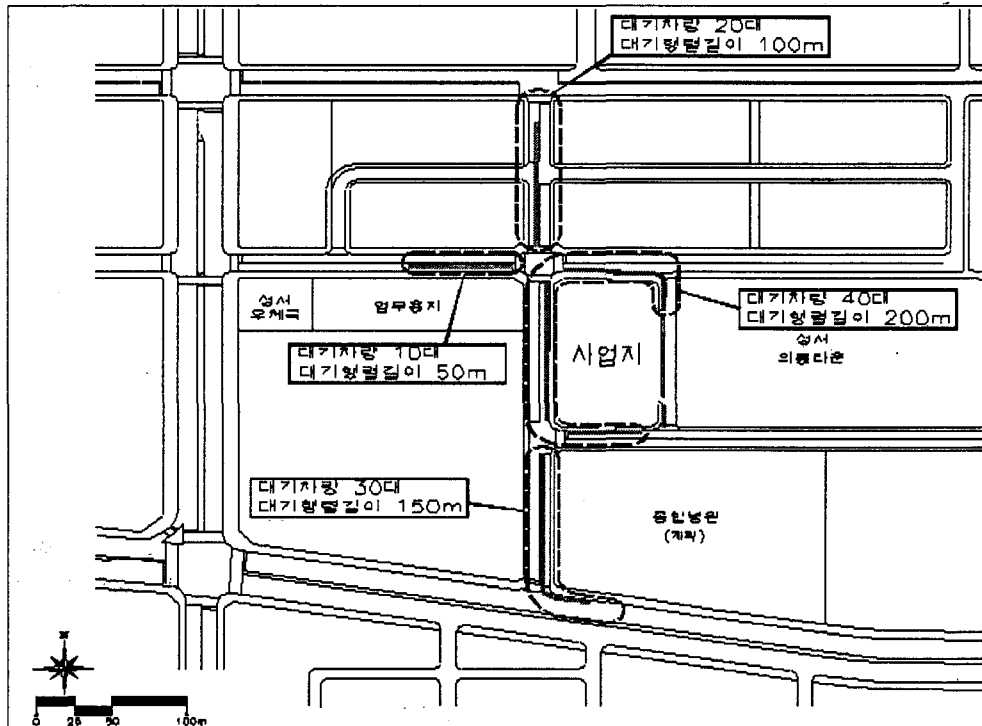 대기차량 20대
대기행렬길이 100m
성서
우체국
업무용지
대기차량 40대
대기행렬길이 200m
대기차량 10대
대기행렬길이 50m
사업지
성서
의료타운
대기차량 30대
대기행렬길이 150m
종합병원
(계획)
N
0 25 50 100m